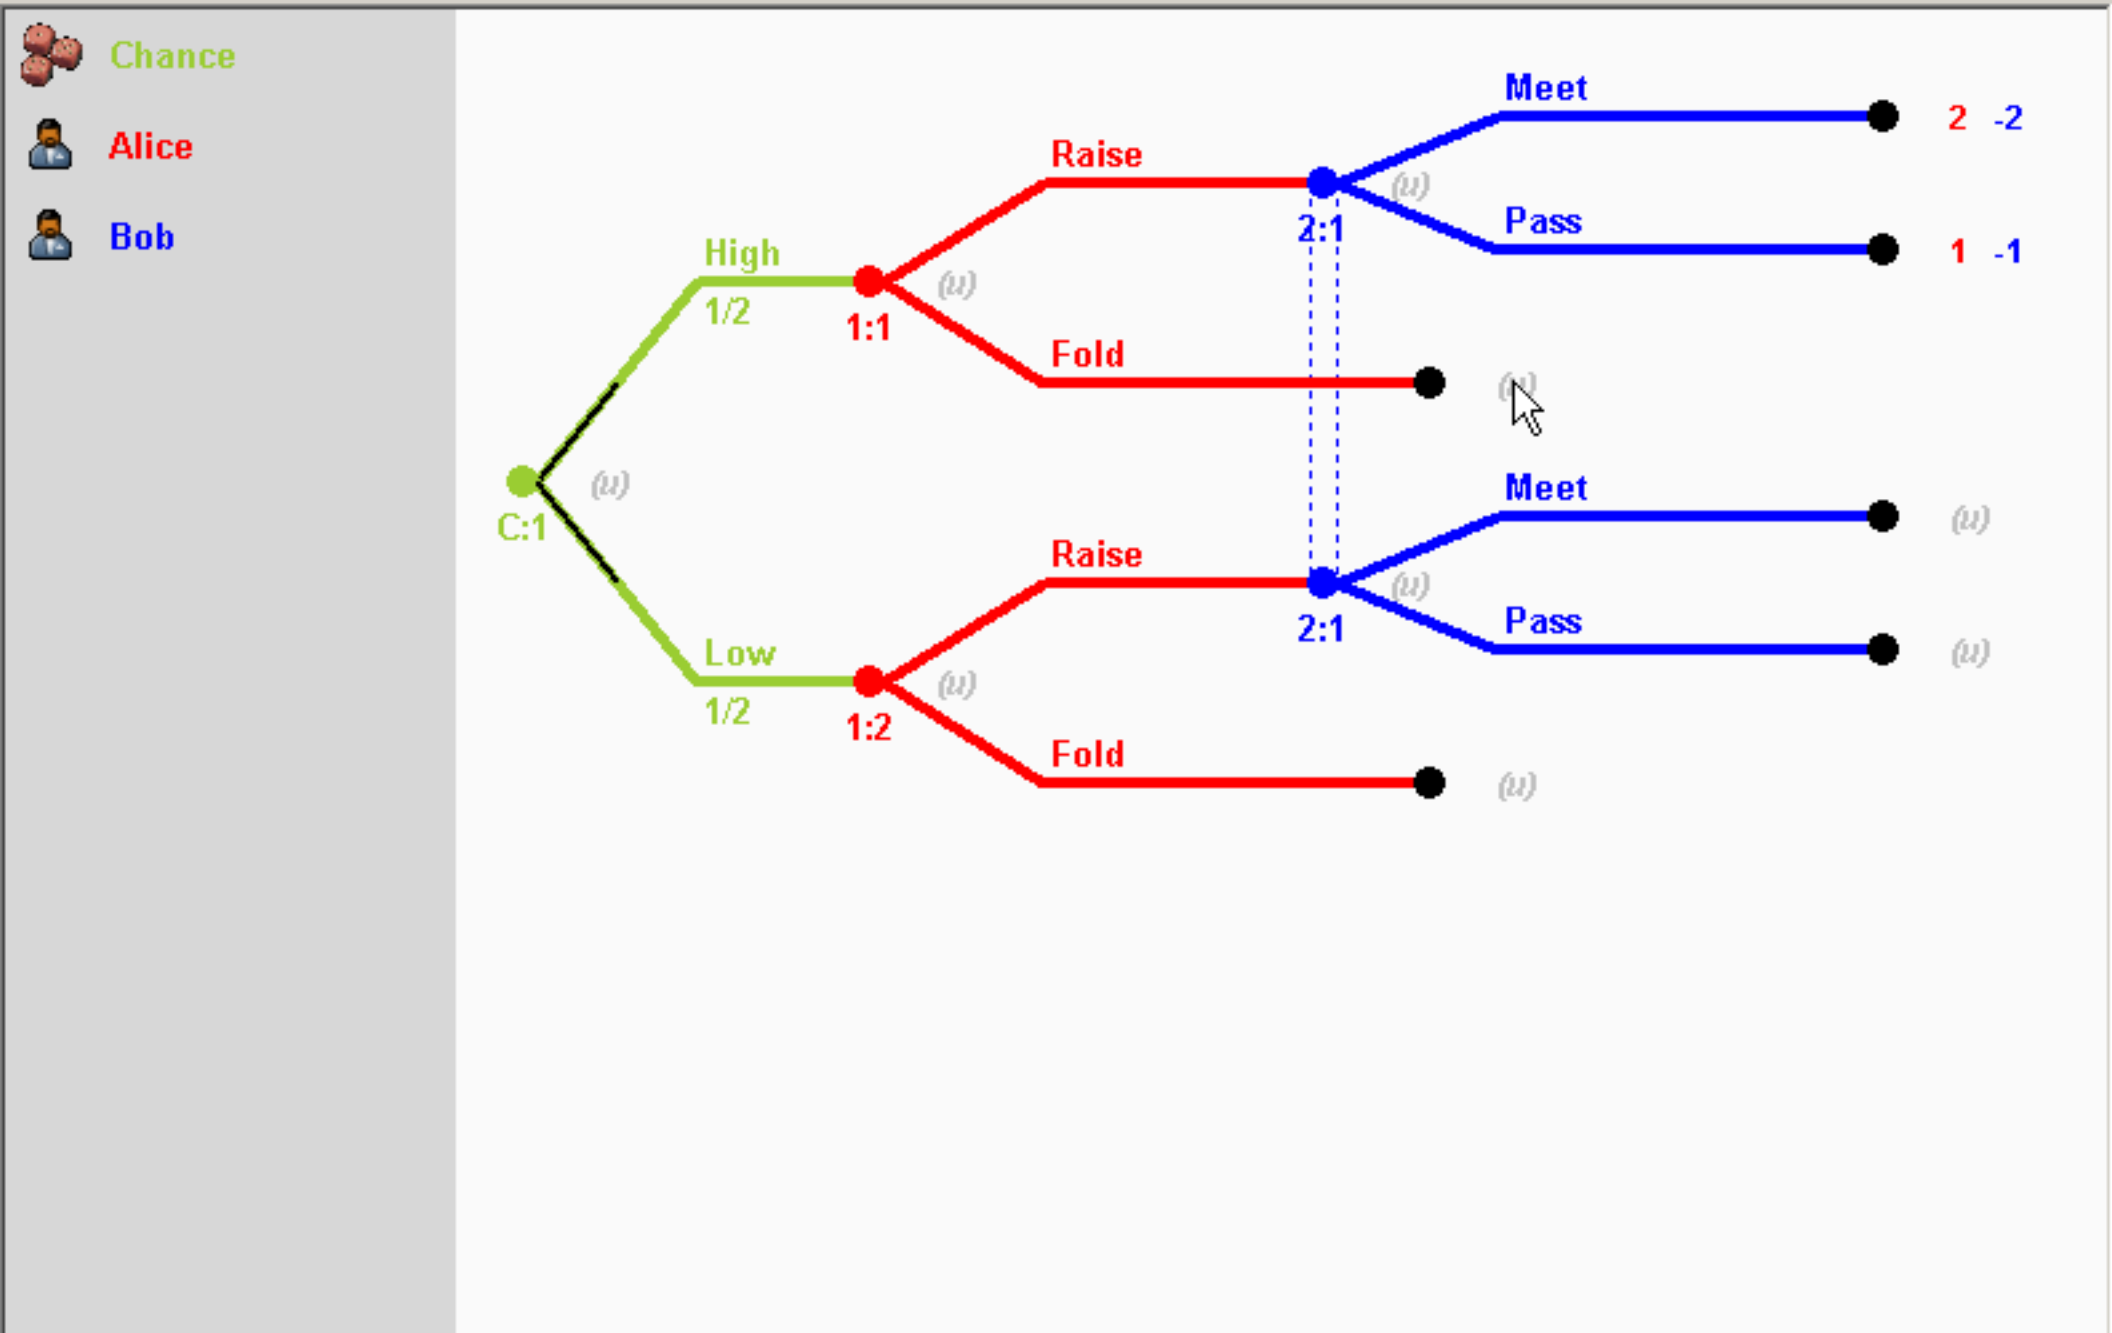 Chance
Alice
Bob
Meet
2 -2
Raise
(u)
Pass
2:1
1 -1
High
(u)
1/2
1:1
Fold
(u)
(u)
C:1
Meet
(u)
Raise
(u)
Pass
2:1
(u)
Low
(u)
1/2
1:2
Fold
(u)